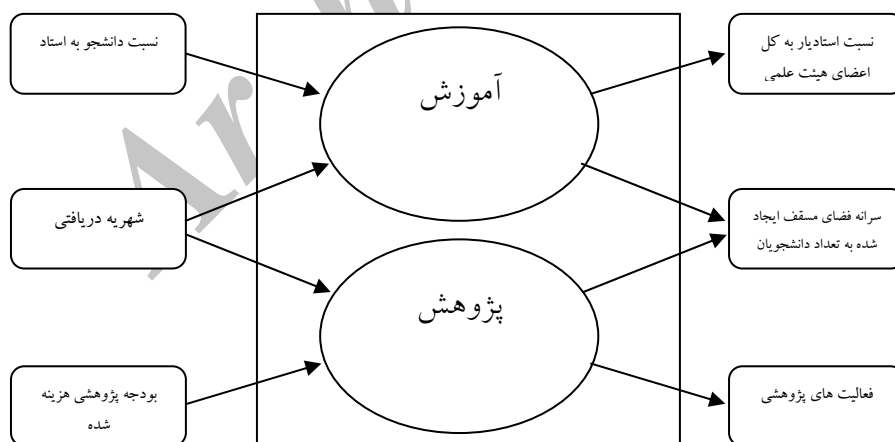 نسبت دانشجو به استاد
نسبت استادیار به کل
اعضای هیئت علمی
آموزش
شهریه دریافتی
سرانه فضای مسقف ایجاد
شده به تعداد دانشجویان
پژوهش
بودجه پژوهشی هزینه
شده
فعالیت های پژوهشی